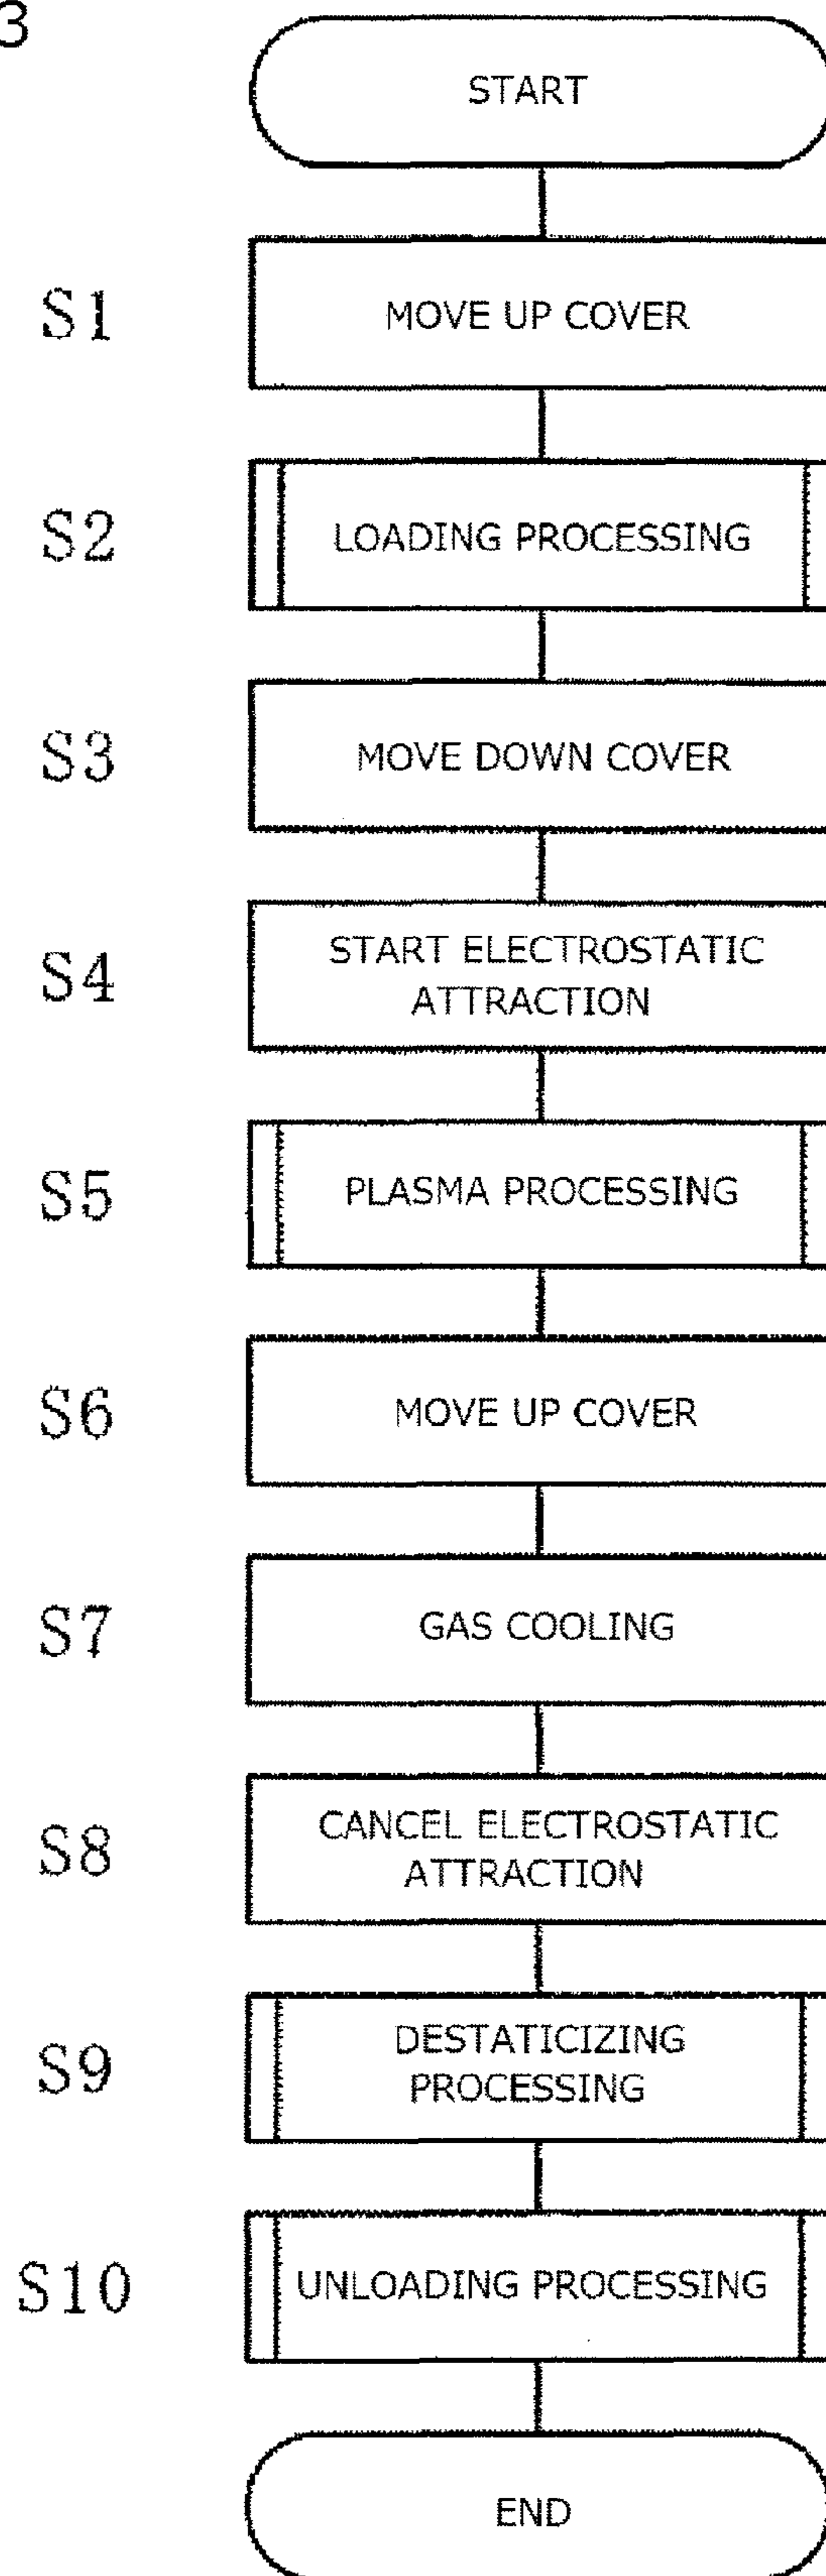 3
START
S1
MOVE UP COVER
S2
LOADING PROCESSING
S3
MOVE DOWN COVER
S4
START ELECTROSTATIC
ATTRACTION
S5
PLASMA PROCESSING
S6
MOVE UP COVER
S7
GAS COOLING
S8
CANCEL ELECTROSTATIC
ATTRACTION
S9
DESTATICIZING
PROCESSING
S10
UNLOADING PROCESSING
END